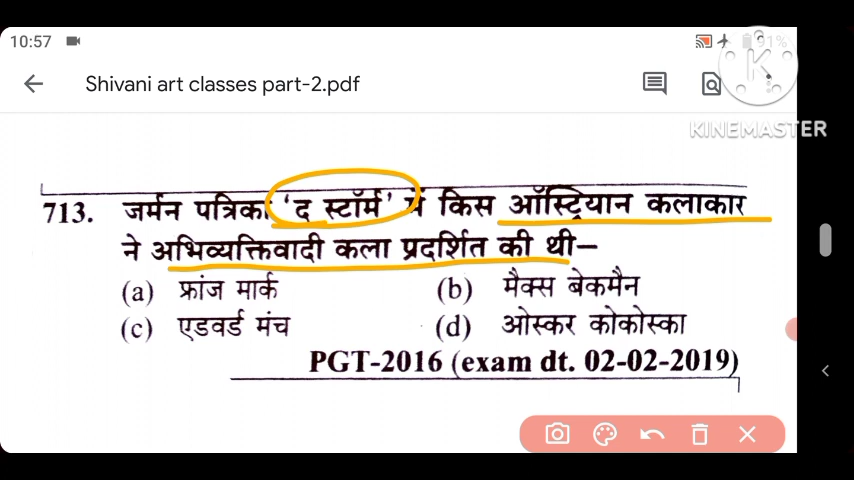 10:57
91%
Shivani art classes part-2.pdf
K
KINEMASTER
713. जर्मन पत्रिका 'द स्टॉर्म' में किस ऑस्ट्रियान कलाकार
ने अभिव्यक्तिवादी कला प्रदर्शित की थी–
(a) फ्रांज मार्क (b) मैक्स बेकमैन
(c) एडवर्ड मंच (d) ओस्कर कोकोस्का
PGT-2016 (exam dt. 02-02-2019)